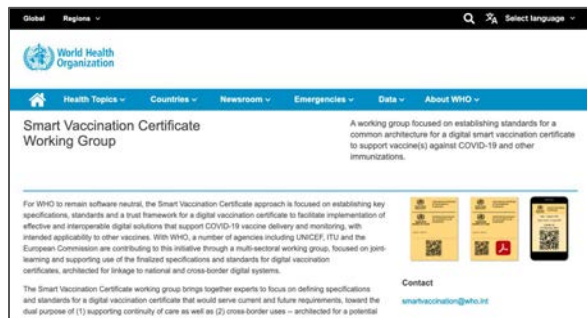 Global Regions Select language
World Health
Organization
Health Topics Countries Newsroom Emergencies Data About WHO
Smart Vaccination Certificate
Working Group
A working group focused on establishing standards for a
common architecture for a digital smart vaccination certificate
to support vaccine(s) against COVID-19 and other
immunizations.
For WHO to remain software neutral, the Smart Vaccination Certificate approach is focused on establishing key
specifications, standards and a trust framework for a digital vaccination certificate to facilitate implementation of
effective and interoperable digital solutions that support COVID-19 vaccine delivery and monitoring, with
intended applicability to other vaccines. With WHO, a number of agencies including UNICEF, ITU and the
European Commission are contributing to this initiative through a multi-sectoral working group, focused on joint-
learning and supporting use of the finalized specifications and standards for digital vaccination
certificates, architected for linkage to national and cross-border digital systems.
The Smart Vaccination Certificate working group brings together experts to focus on defining specifications
and standards for a digital vaccination certificate that would serve current and future requirements, toward the
dual purpose of (1) supporting continuity of care as well as (2) cross-border uses – architected for a potential
Contact
smartvaccination@who.int